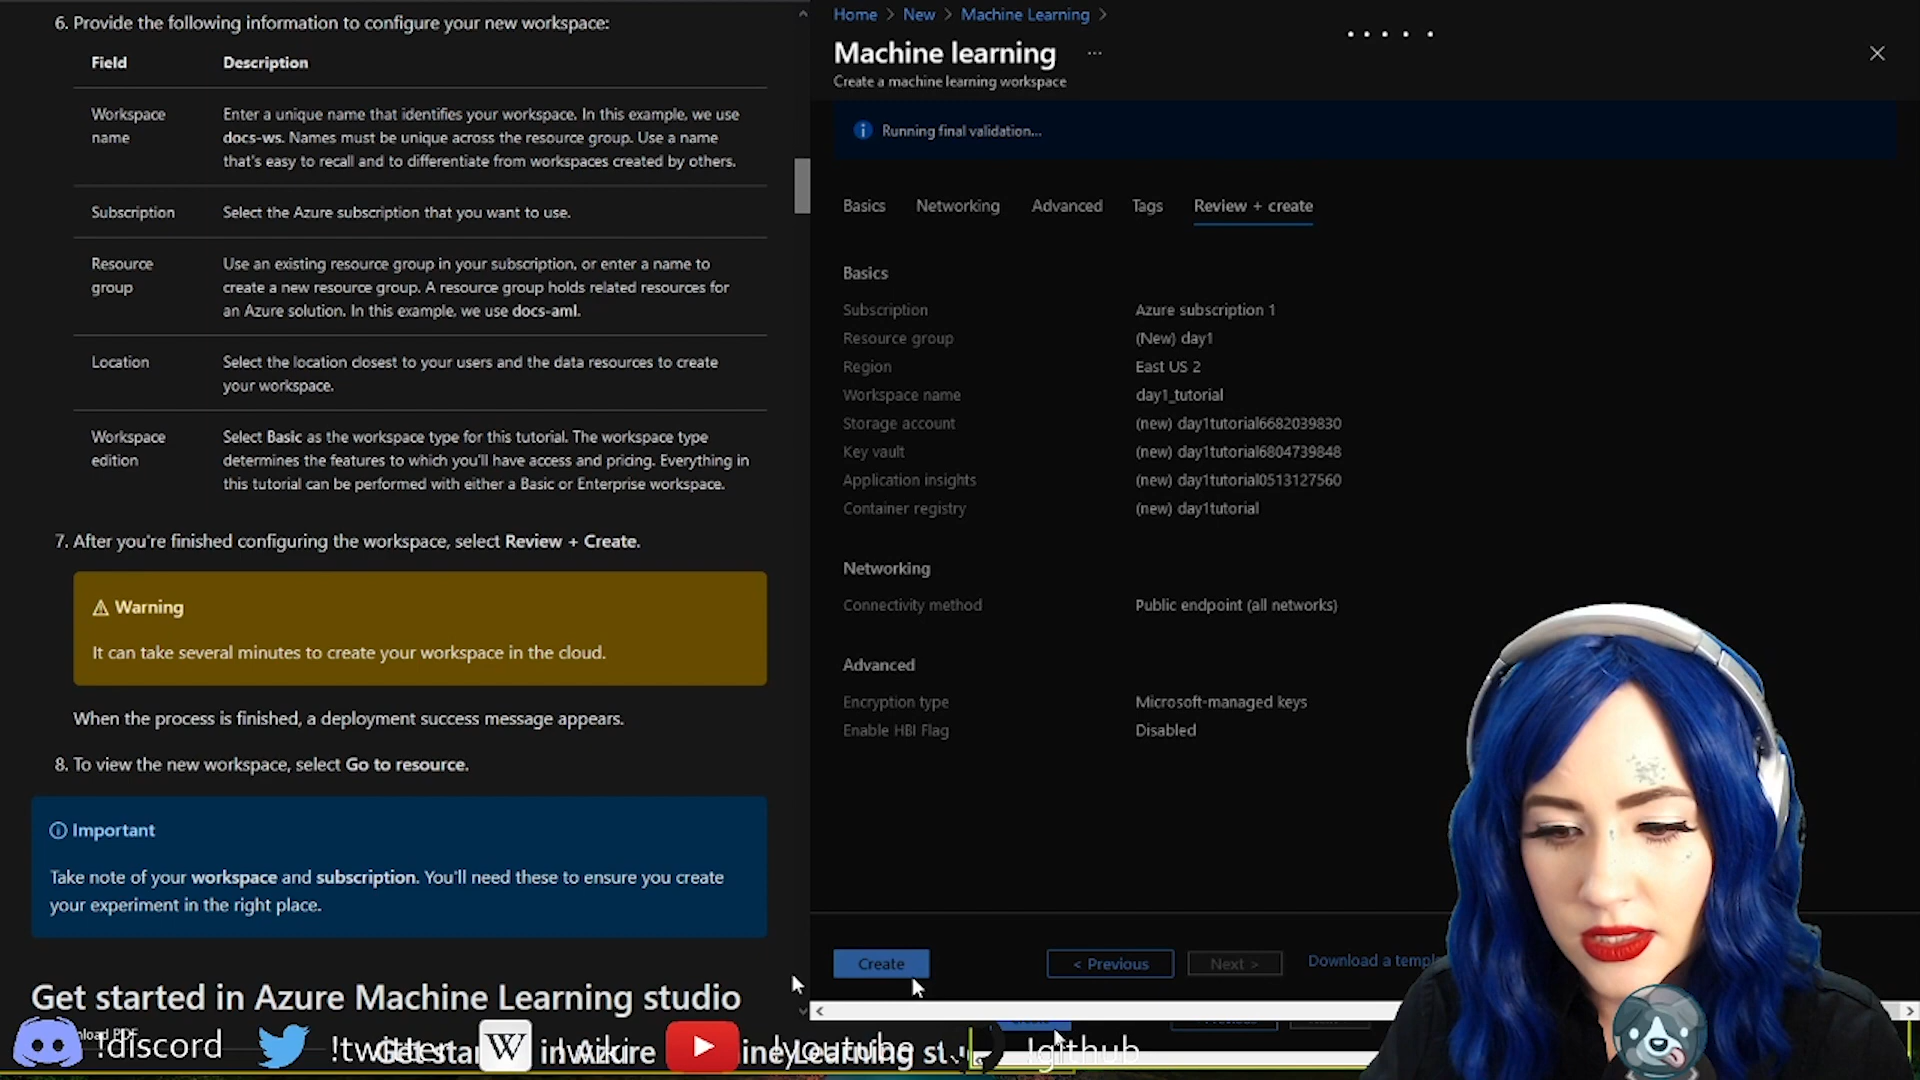 6. Provide the following information to configure your new workspace:
Field Description
Workspace name
Enter a unique name that identifies your workspace. In this example, we use
docs-ws. Names must be unique across the resource group. Use a name
that's easy to recall and to differentiate from workspaces created by others.
Subscription Select the Azure subscription that you want to use.
Resource group
Use an existing resource group in your subscription, or enter a name to
create a new resource group. A resource group holds related resources for
an Azure solution. In this example, we use docs-aml.
Location Select the location closest to your users and the data resources to create
your workspace.
Workspace edition
Select Basic as the workspace type for this tutorial. The workspace type
determines the features to which you'll have access and pricing. Everything in
this tutorial can be performed with either a Basic or Enterprise workspace.
7. After you're finished configuring the workspace, select Review + Create.
Warning
It can take several minutes to create your workspace in the cloud.
When the process is finished, a deployment success message appears.
8. To view the new workspace, select Go to resource.
Important
Take note of your workspace and subscription. You'll need these to ensure you create
your experiment in the right place.
Get started in Azure Machine Learning studio
Home > New > Machine Learning >
Machine learning ...
Create a machine learning workspace
Running final validation...
Basics Networking Advanced Tags Review + create
Basics
Subscription Azure subscription 1
Resource group (New) day1
Region East US 2
Workspace name day1_tutorial
Storage account (new) day1tutorial6682039830
Key vault (new) day1tutorial6804739848
Application insights (new) day1tutorial0513127560
Container registry (new) day1tutorial
Networking
Connectivity method Public endpoint (all networks)
Advanced
Encryption type Microsoft-managed keys
Enable HBI Flag Disabled
Create < Previous Next > Download a templ
!discord !twitter W !wiki !youtube !github